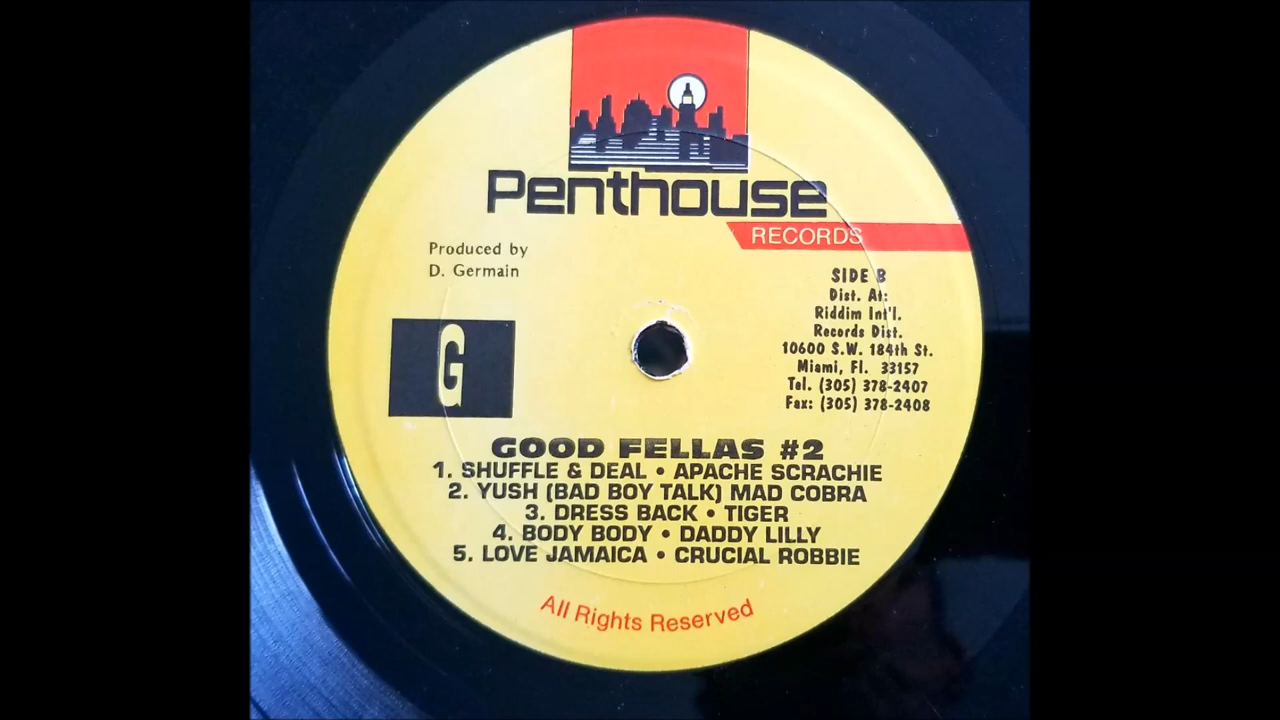 Penthouse
RECORDS
Produced by
D. Germain
SIDE B
Dist. At:
Riddim Int'l.
Records Dist.
10600 S.W. 184th St.
Miami, Fl. 33157
Tel. (305) 378-2407
Fax: (305) 378-2408
G
GOOD FELLAS #2
1. SHUFFLE & DEAL • APACHE SCRACHIE
2. YUSH (BAD BOY TALK) MAD COBRA
3. DRESS BACK • TIGER
4. BODY BODY • DADDY LILLY
5. LOVE JAMAICA • CRUCIAL ROBBIE
All Rights Reserved